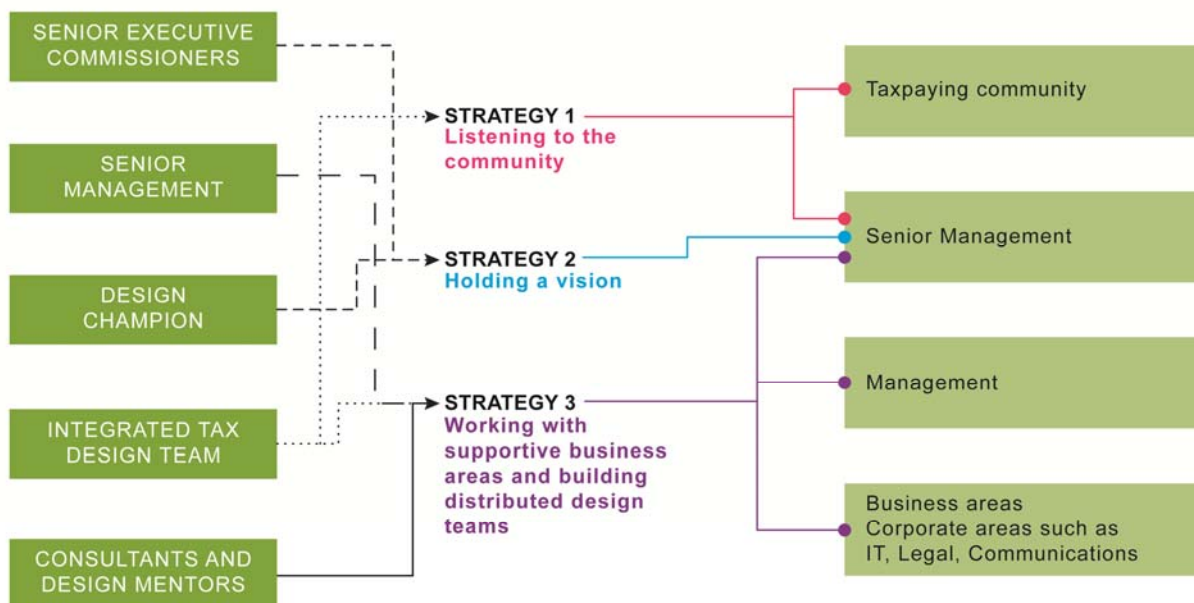 SENIOR EXECUTIVE
COMMISSIONERS
SENIOR
MANAGEMENT
DESIGN
CHAMPION
INTEGRATED TAX
DESIGN TEAM
CONSULTANTS AND
DESIGN MENTORS
STRATEGY 1
Listening to the
community
STRATEGY 2
Holding a vision
STRATEGY 3
Working with
supportive business
areas and building
distributed design
teams
Taxpaying community
Senior Management
Management
Business areas
Corporate areas such as
IT, Legal, Communications